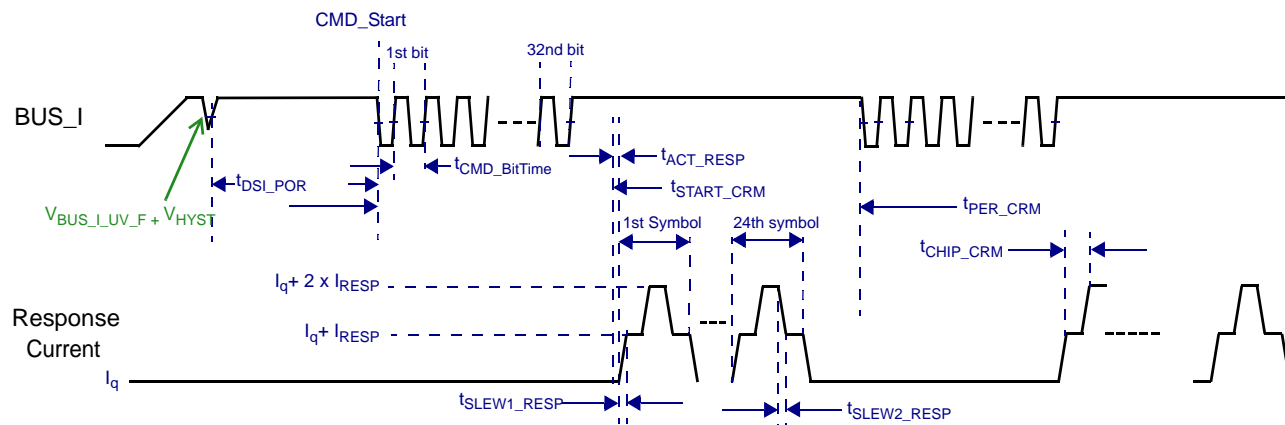 CMD_Start
1st bit
32nd bit
BUS_I
tACT_RESP
tCMD_BitTime
tDSI_POR
tSTART_CRM
VBUS_I_UV_F + VHYST
tPER_CRM
1st Symbol
24th symbol
tCHIP_CRM
Iq+ 2 x IRESP
Response
Current
Iq+ IRESP
Iq
tSLEW1_RESP
tSLEW2_RESP